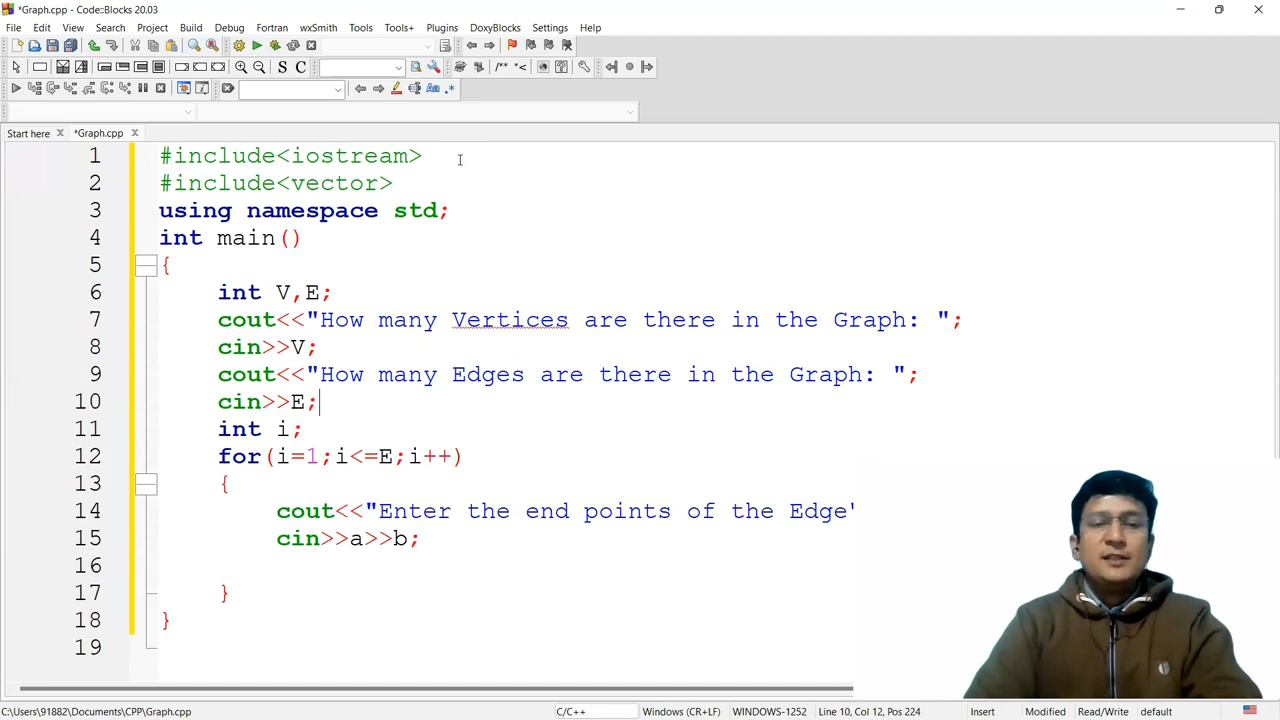 *Graph.cpp - Code::Blocks 20.03
File Edit View Search Project Build Debug Fortran wxSmith Tools Tools+ Plugins DoxyBlocks Settings Help
S C
/** *<
Aa .*
Start here *Graph.cpp
1 #include<iostream>
2 #include<vector>
3 using namespace std;
4 int main()
5 {
6 int V,E;
7 cout<<"How many Vertices are there in the Graph: ";
8 cin>>V;
9 cout<<"How many Edges are there in the Graph: ";
10 cin>>E;
11 int i;
12 for(i=1;i<=E;i++)
13 {
14 cout<<"Enter the end points of the Edge"
15 cin>>a>>b;
16
17 }
18 }
19
C:\Users\91882\Documents\CPP\Graph.cpp C/C++ Windows (CR+LF) WINDOWS-1252 Line 10, Col 12, Pos 224 Insert Modified Read/Write default